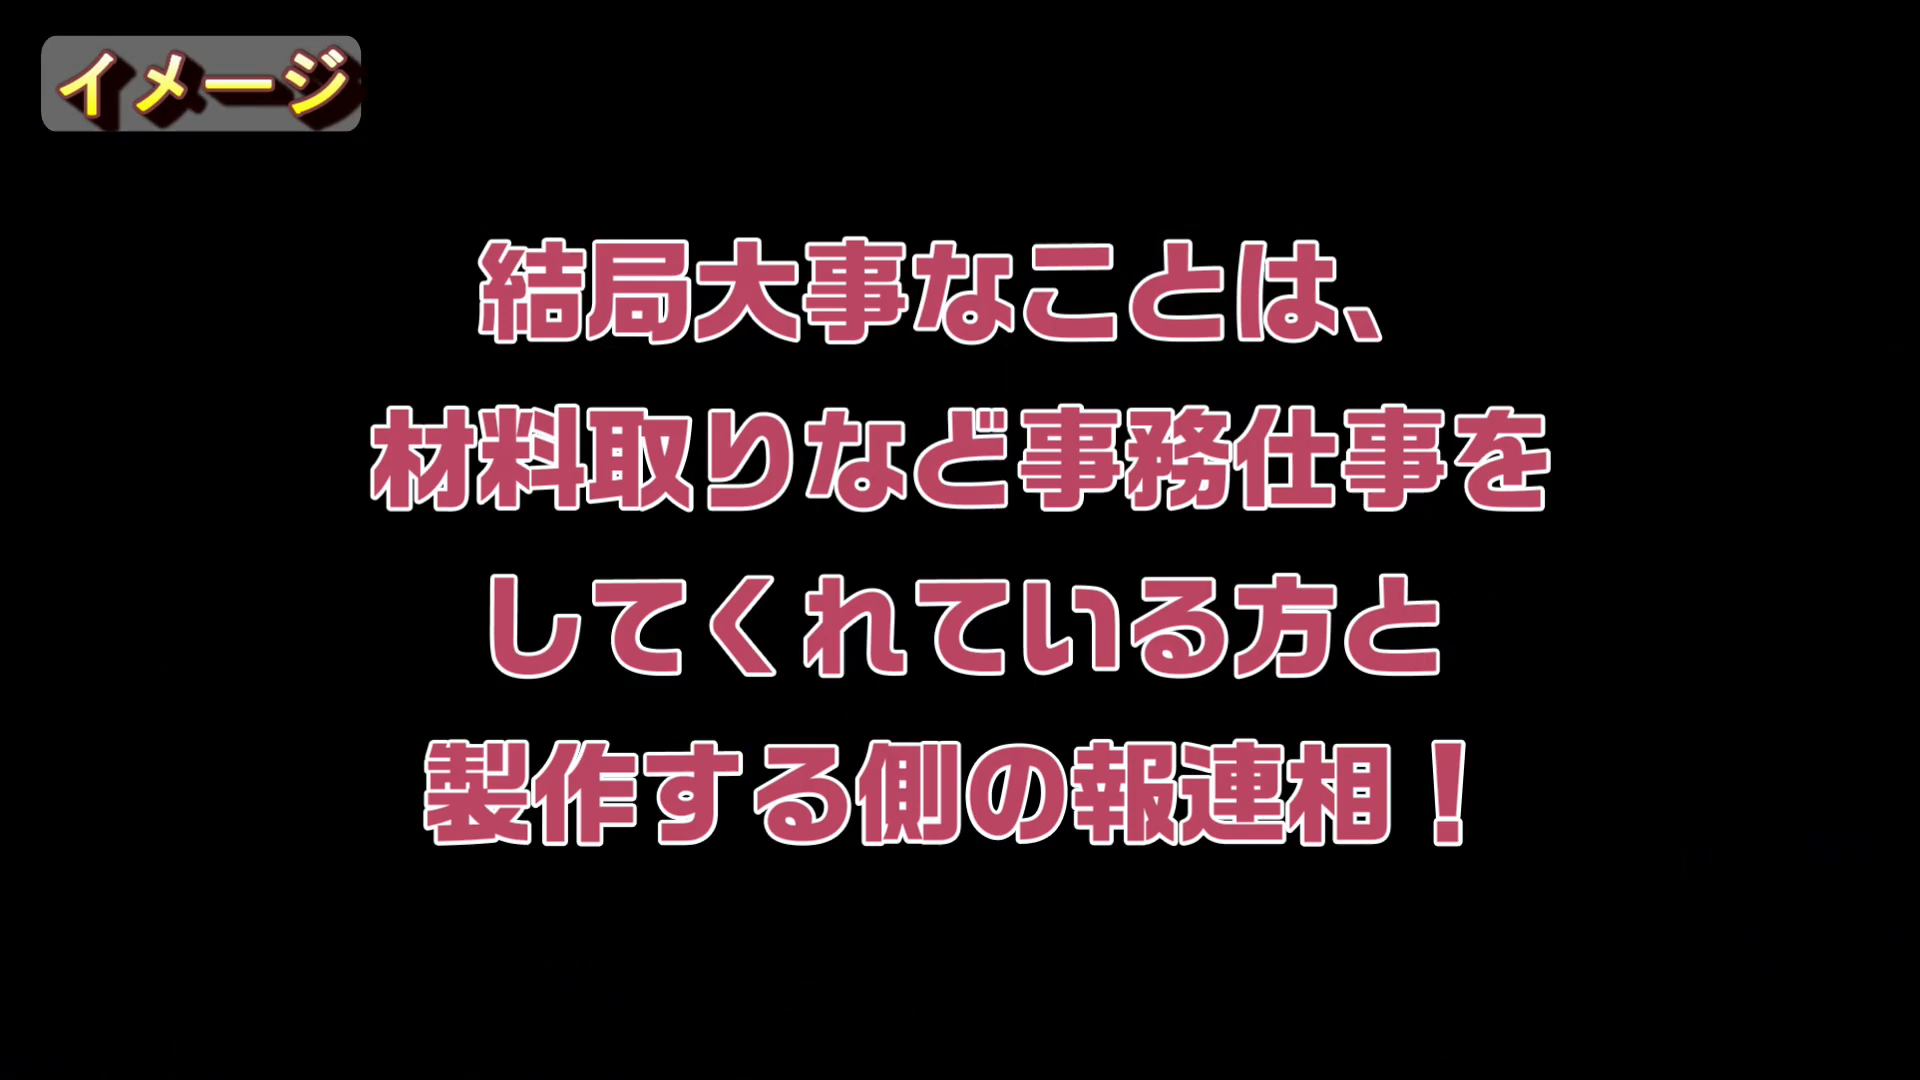 イメージ
結局大事なことは、
材料取りなど事務仕事を
してくれている方と
製作する側の報連相！